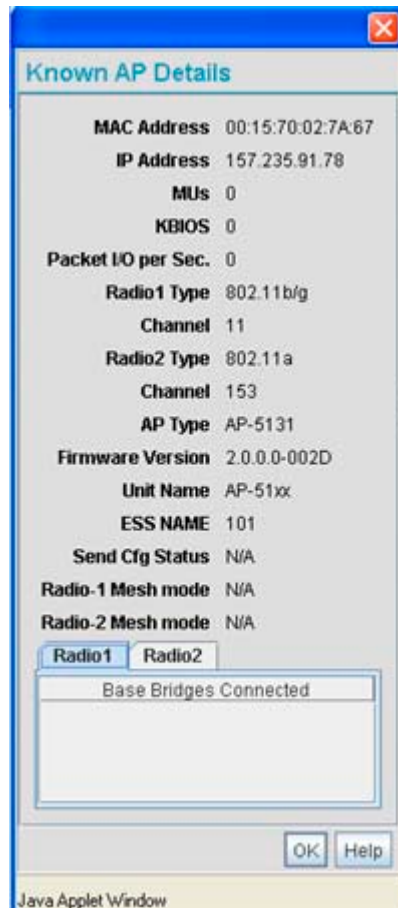 Known AP Details
MAC Address 00:15:70:02:7A:67
IP Address 157.235.91.78
MUs 0
KBIOS 0
Packet I/O per Sec. 0
Radio1 Type 802.11b/g
Channel 11
Radio2 Type 802.11a
Channel 153
AP Type AP-5131
Firmware Version 2.0.0.0-002D
Unit Name AP-51xx
ESS NAME 101
Send Cfg Status N/A
Radio-1 Mesh mode N/A
Radio-2 Mesh mode N/A
Radio1 Radio2
Base Bridges Connected
OK Help
Java Applet Window